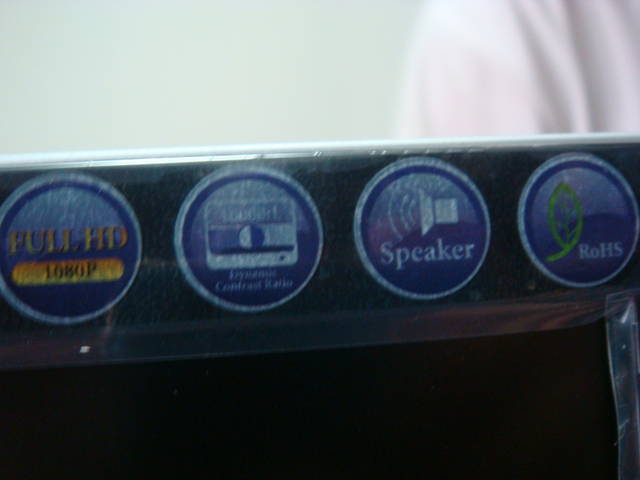 FULL HD
1080P
Dynamic
Contrast Ratio
Speaker
RoHS